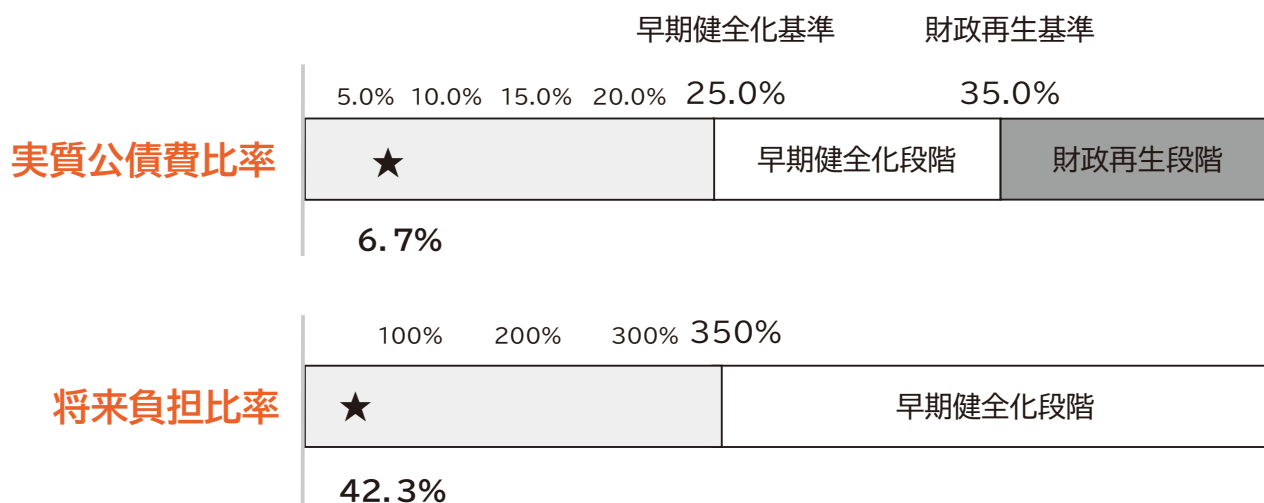 早期健全化基準 財政再生基準
5.0% 10.0% 15.0% 20.0% 25.0% 35.0%
実質公債費比率 ★ 早期健全化段階 財政再生段階
6.7%
100% 200% 300% 350%
将来負担比率 ★ 早期健全化段階
42.3%